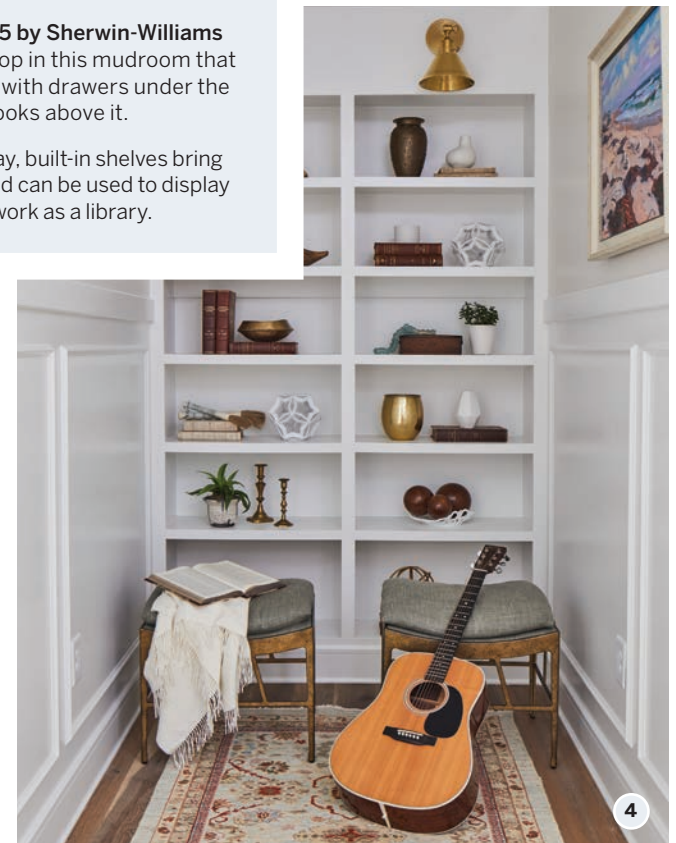 5 by Sherwin-Williams
op in this mudroom that
with drawers under the
ooks above it.
ay, built-in shelves bring
d can be used to display
work as a library.
4